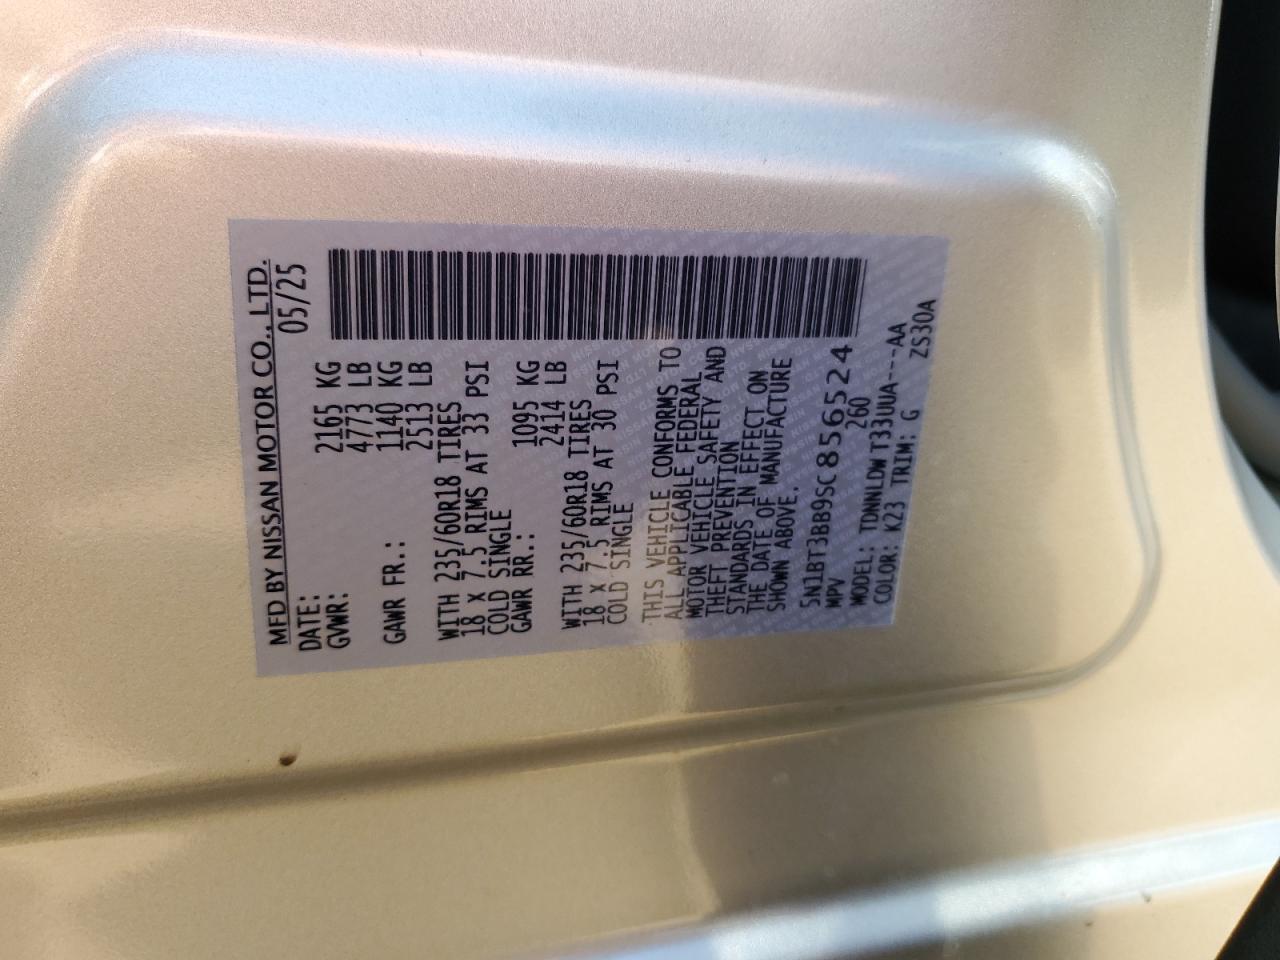 MFD BY NISSAN MOTOR CO., LTD.
DATE: 05/25
GVWR: 2165 KG
4773 LB
GAWR FR.: 1140 KG
2513 LB
WITH 235/60R18 TIRES
18 X 7.5 RIMS AT 33 PSI
COLD SINGLE
GAWR RR.: 1095 KG
2414 LB
WITH 235/60R18 TIRES
18 X 7.5 RIMS AT 30 PSI
COLD SINGLE
THIS VEHICLE CONFORMS TO
ALL APPLICABLE FEDERAL
MOTOR VEHICLE SAFETY AND
THEFT PREVENTION
STANDARDS IN EFFECT ON
THE DATE OF MANUFACTURE
SHOWN ABOVE.
5N1BT3BB9SC856524
MPV 260
MODEL: TDNNLDWT33UUA---AA
COLOR: K23 TRIM: G ZS30A